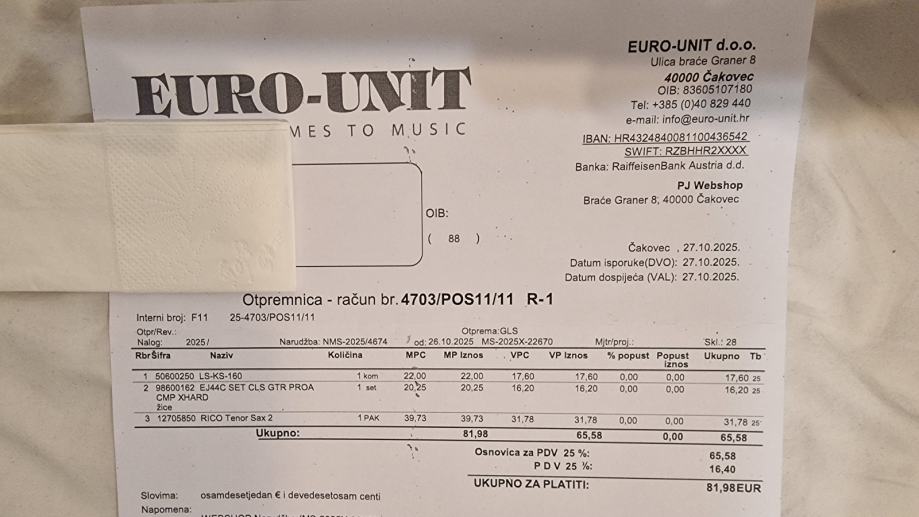 EURO-UNIT
MES TO MUSIC
EURO-UNIT d.o.o.
Ulica braće Graner 8
40000 Čakovec
OIB: 83605107180
Tel: +385 (0)40 829 440
e-mail: info@euro-unit.hr
IBAN: HR4324840081100436542
SWIFT: RZBHHR2XXXX
Banka: RaiffeisenBank Austria d.d.
PJ Webshop
Braće Graner 8, 40000 Čakovec
OIB:
( 88 )
Čakovec , 27.10.2025.
Datum isporuke(DVO): 27.10.2025.
Datum dospijeća (VAL): 27.10.2025.
Otpremnica - račun br. 4703/POS11/11 R-1
Interni broj: F11 25-4703/POS11/11
Otpr/Rev.: Otprema:GLS
Nalog: 2025/ Narudžba: NMS-2025/4674 od: 26.10.2025 MS-2025X-22670 Mjtr/proj.: Skl.: 28
Rbr Šifra Naziv Količina MPC MP Iznos VPC VP Iznos % popust Popust iznos Ukupno Tb
1 50600250 LS-KS-160 1 kom 22,00 22,00 17,60 17,60 0,00 0,00 17,60 25
2 98600162 EJ44C SET CLS GTR PROA 1 set 20,25 20,25 16,20 16,20 0,00 0,00 16,20 25
CMP XHARD
žice
3 12705850 RICO Tenor Sax 2 1 PAK 39,73 39,73 31,78 31,78 0,00 0,00 31,78 25
Ukupno: 81,98 65,58 0,00 65,58
Osnovica za PDV 25 %: 65,58
P D V 25 %: 16,40
UKUPNO ZA PLATITI: 81,98EUR
Slovima: osamdesetjedan € i devedesetosam centi
Napomena: